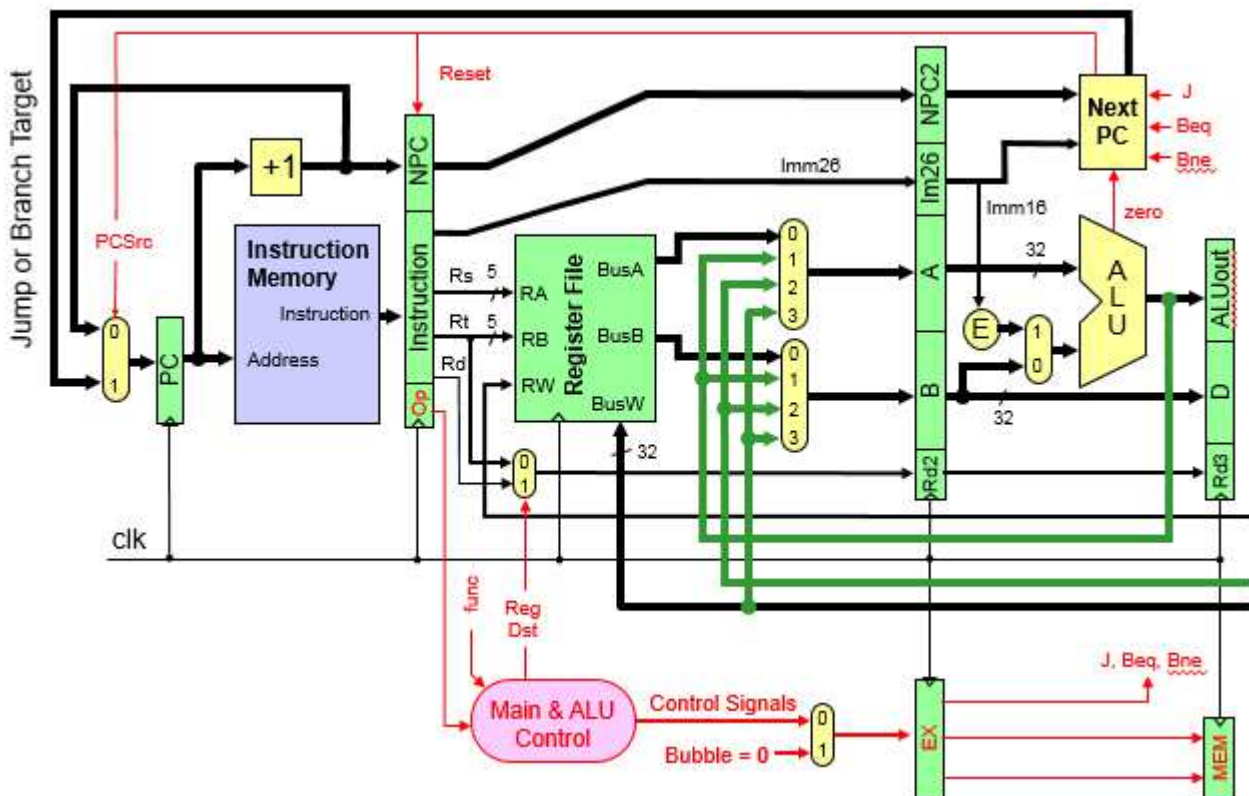 Jump or Branch Target
Reset
NPC
NPC2
Next
PC
J
Beq
Bne
+1
Imm26
Im26
Imm16
zero
PCSrc
Instruction
Memory
Instruction
Address
PC
0
1
Instruction
Op
Rs
5
Rt
5
Rd
RA
RB
RW
Register File
BusA
BusB
BusW
32
0
1
2
3
0
1
2
3
0
1
A
B
Rd2
32
E
1
0
32
A
L
U
ALUout
D
Rd3
clk
func
Reg
Dst
Main & ALU
Control
Control Signals
Bubble = 0
0
1
EX
J, Beq, Bne
MEM